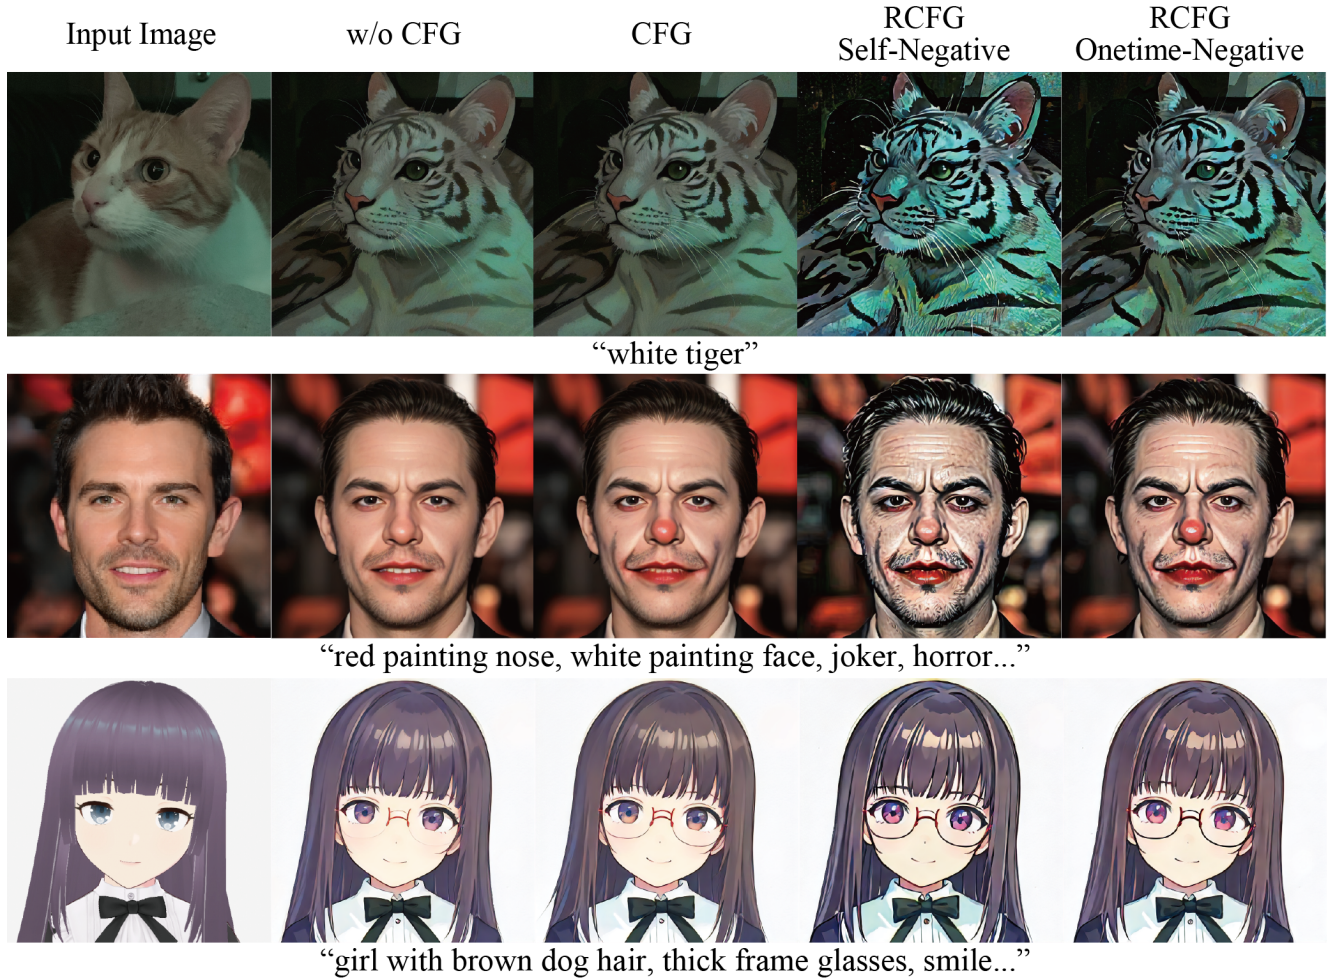 Input Image
w/o CFG
CFG
RCFG
Self-Negative
RCFG
Onetime-Negative
“white tiger”
“red painting nose, white painting face, joker, horror...”
“girl with brown dog hair, thick frame glasses, smile...”